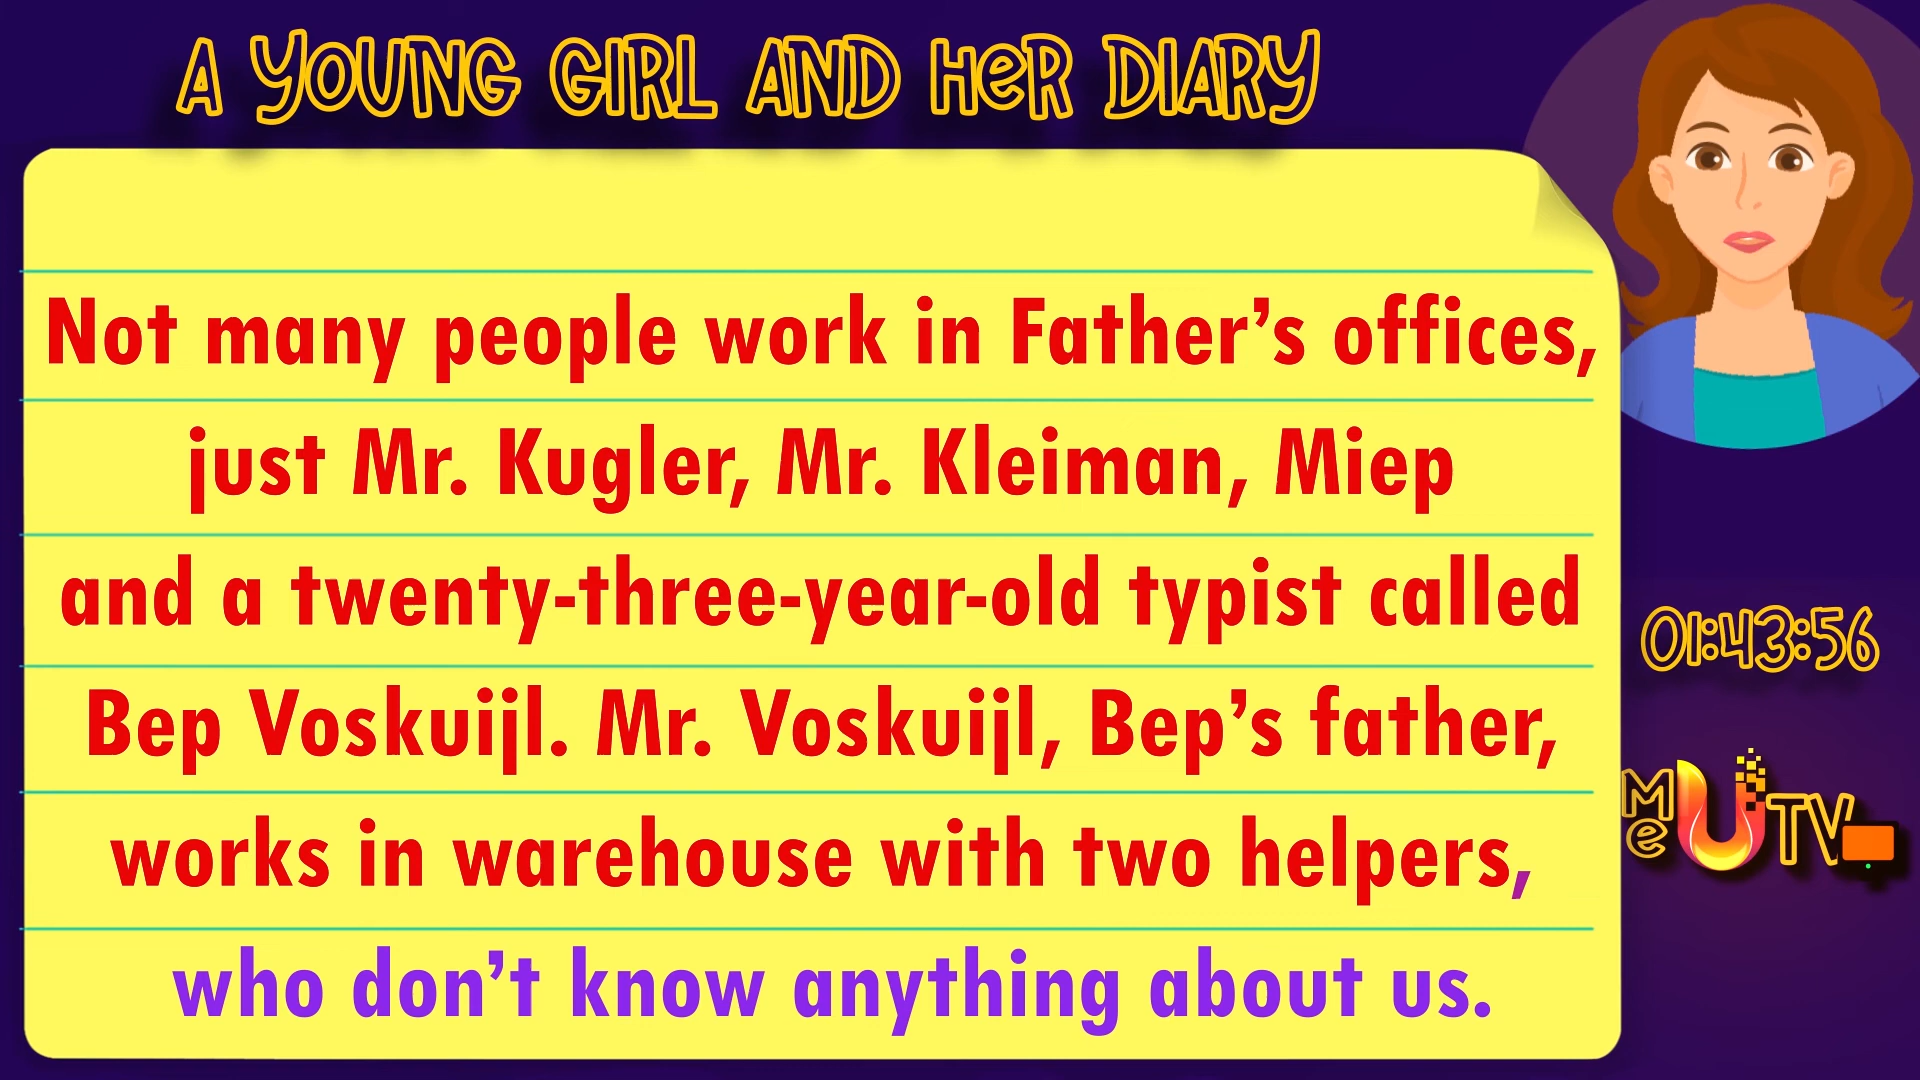 A YOUNG GIRL AND HeR DIARY
Not many people work in Father’s offices,
just Mr. Kugler, Mr. Kleiman, Miep
and a twenty-three-year-old typist called
Bep Voskuijl. Mr. Voskuijl, Bep’s father,
works in warehouse with two helpers,
who don’t know anything about us.
01:43:56
Me U TV